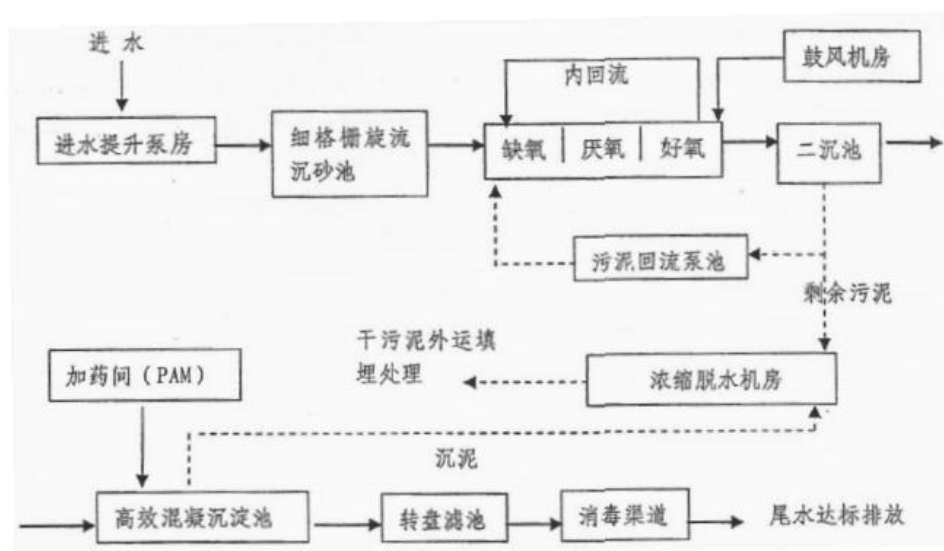 进 水
鼓风机房
内回流
进水提升泵房
细格栅旋流
沉砂池
缺氧 | 厌氧 | 好氧
二沉池
污泥回流泵池
剩余污泥
干污泥外运填
埋处理
加药间（PAM）
浓缩脱水机房
沉泥
高效混凝沉淀池
转盘滤池
消毒渠道
尾水达标排放